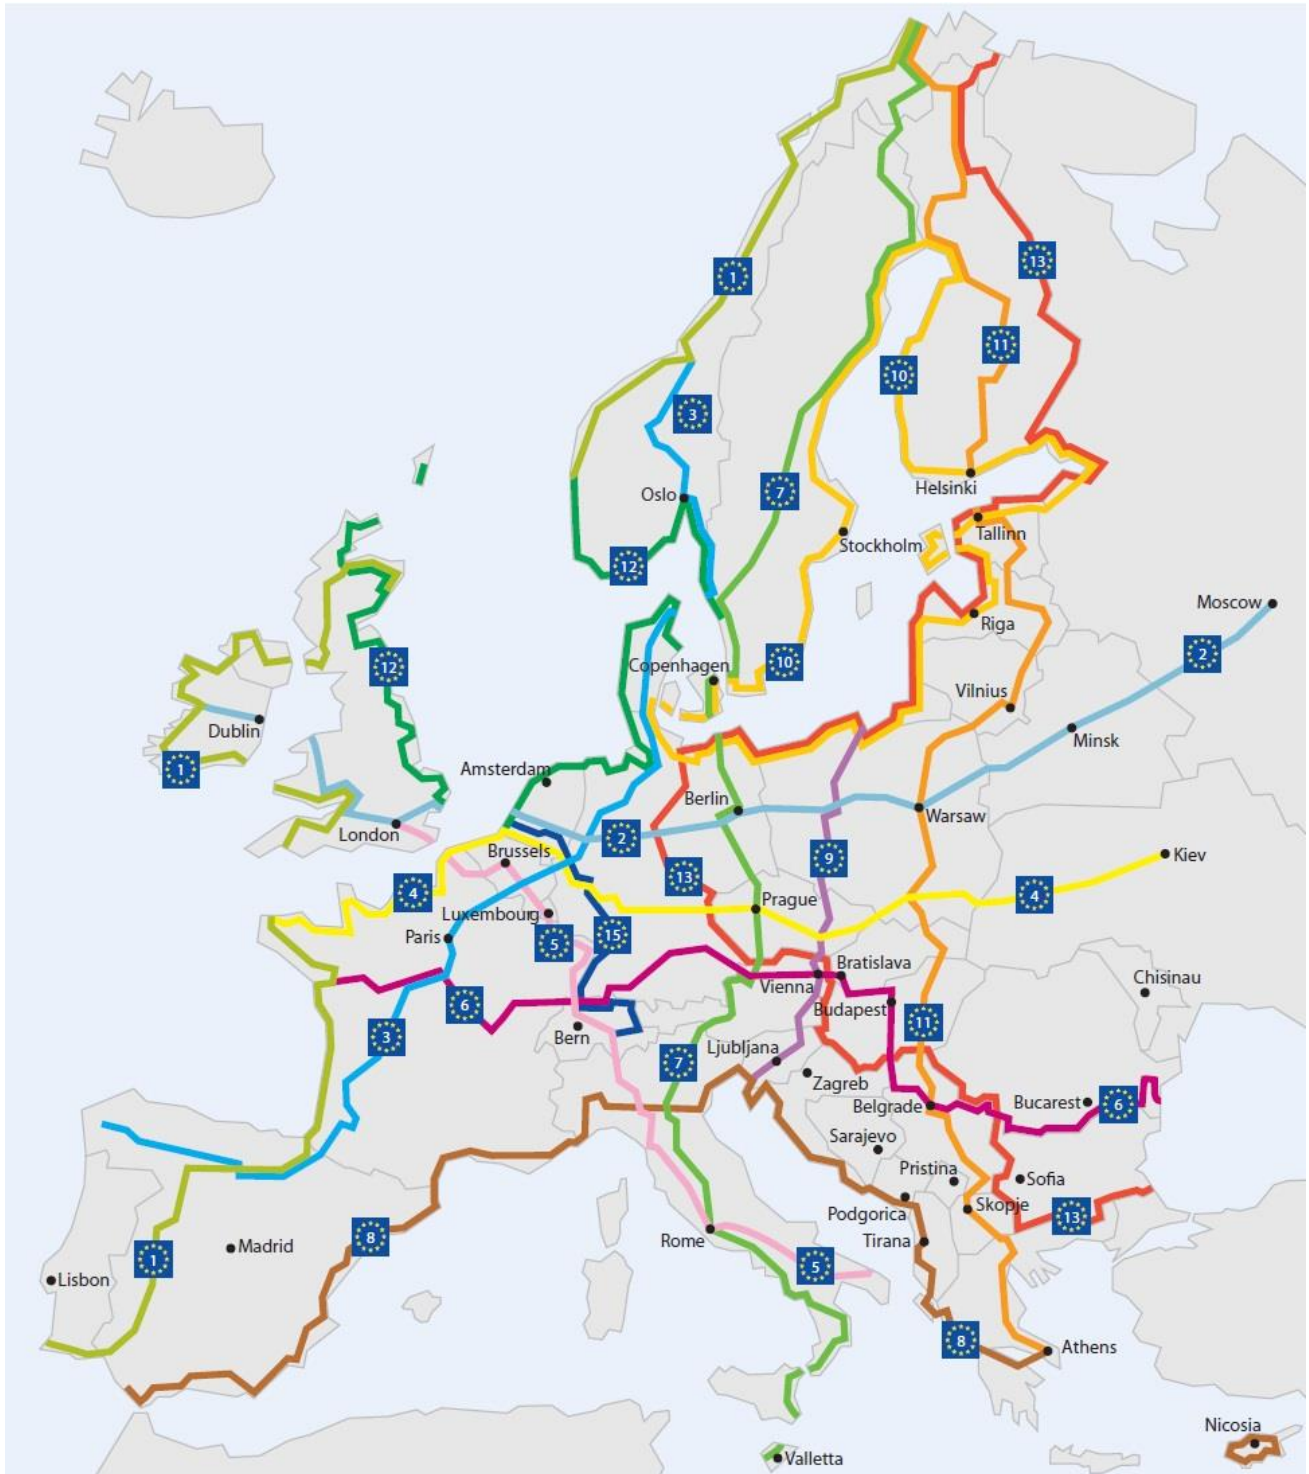 1
13
11
10
3
7
Oslo
Helsinki
Tallinn
Stockholm
12
Moscow
Riga
2
12
Copenhagen
10
Vilnius
Dublin
Minsk
1
Amsterdam
Berlin
Warsaw
London
2
Brussels
9
Kiev
13
4
4
Prague
Luxembourg
Paris
5
15
Bratislava
Vienna
Chisinau
6
Budapest
11
3
Bern
7
Ljubljana
Zagreb
Belgrade
Bucarest
6
Sarajevo
Pristina
Sofia
Podgorica
Skopje
13
Rome
Tirana
8
Madrid
1
5
Lisbon
8
Athens
Nicosia
Valletta